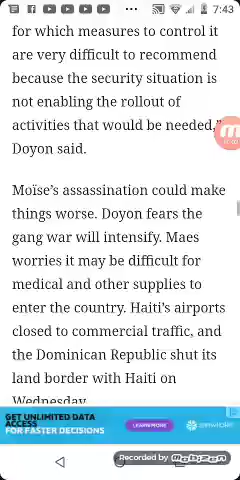 7:43
for which measures to control it
are very difficult to recommend
because the security situation is
not enabling the rollout of
activities that would be needed,"
Doyon said.
Moïse's assassination could make
things worse. Doyon fears the
gang war will intensify. Maes
worries it may be difficult for
medical and other supplies to
enter the country. Haiti's airports
closed to commercial traffic, and
the Dominican Republic shut its
land border with Haiti on
Wednesday
GET UNLIMITED DATA
ACCESS
FOR FASTER DECISIONS
LEARN MORE
Recorded by mobizen